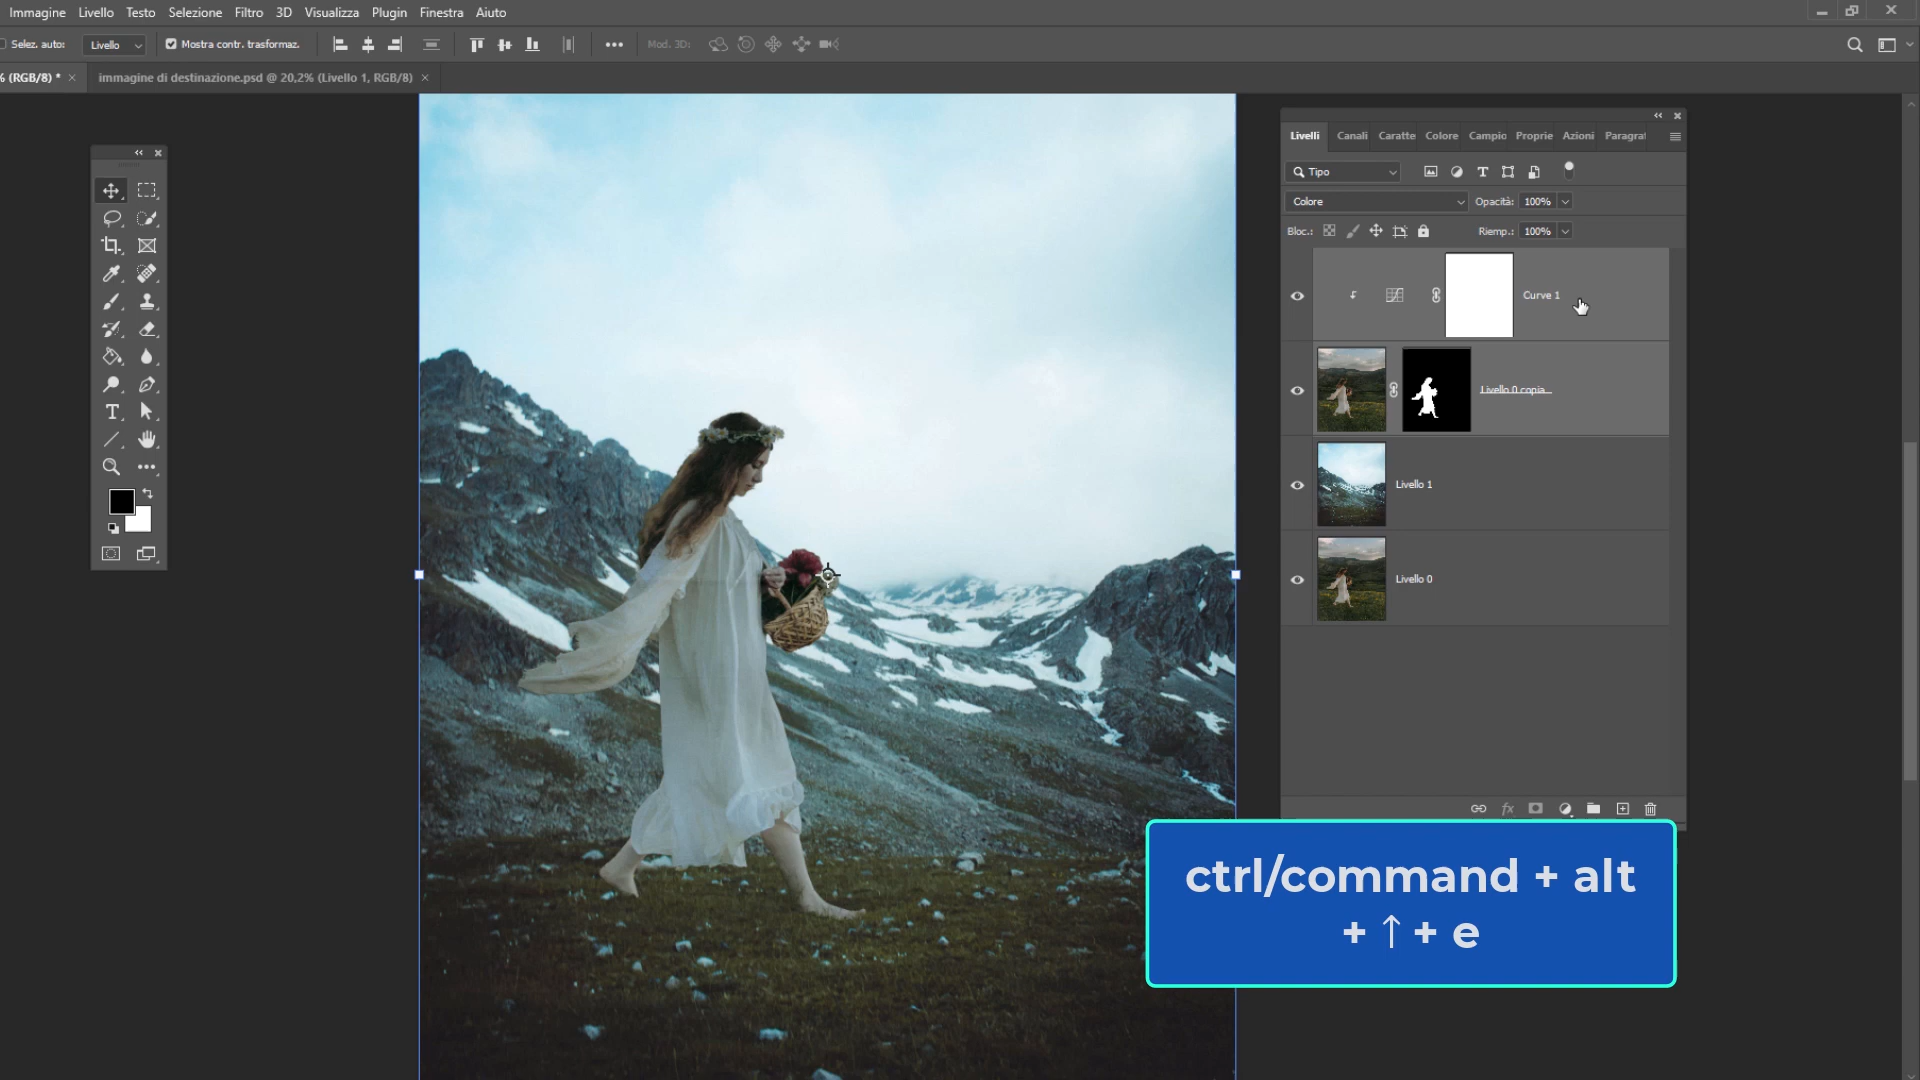 Immagine Livello Testo Selezione Filtro 3D Visualizza Plugin Finestra Aiuto
Selez. auto: Livello Mostra contr. trasformaz. Mod. 3D:
% (RGB/8) * × immagine di destinazione.psd @ 20,2% (Livello 1, RGB/8) ×
Livelli Canali Caratte Colore Campio Proprie Azioni Paragraf
Tipo
Colore Opacità: 100%
Bloc.: Riemp.: 100%
Curve 1
Livello 0 copia
Livello 1
Livello 0
fx
ctrl/command + alt
+ ↑ + e